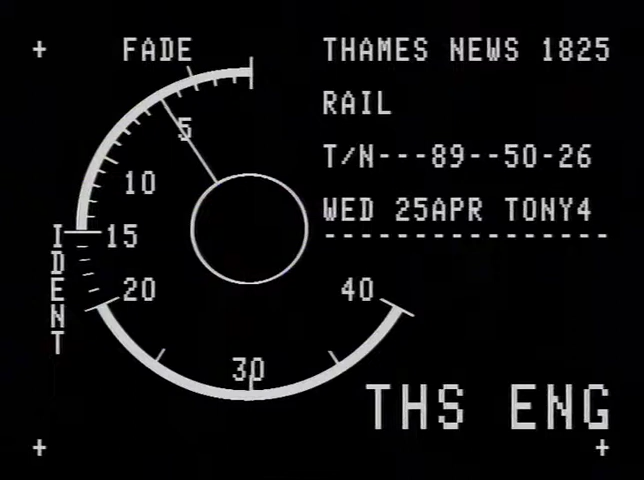 FADE
THAMES NEWS 1825
RAIL
T/N---89--50-26
WED 25APR TONY4
-----------------
5
10
15
20
30
40
IDENT
THS ENG